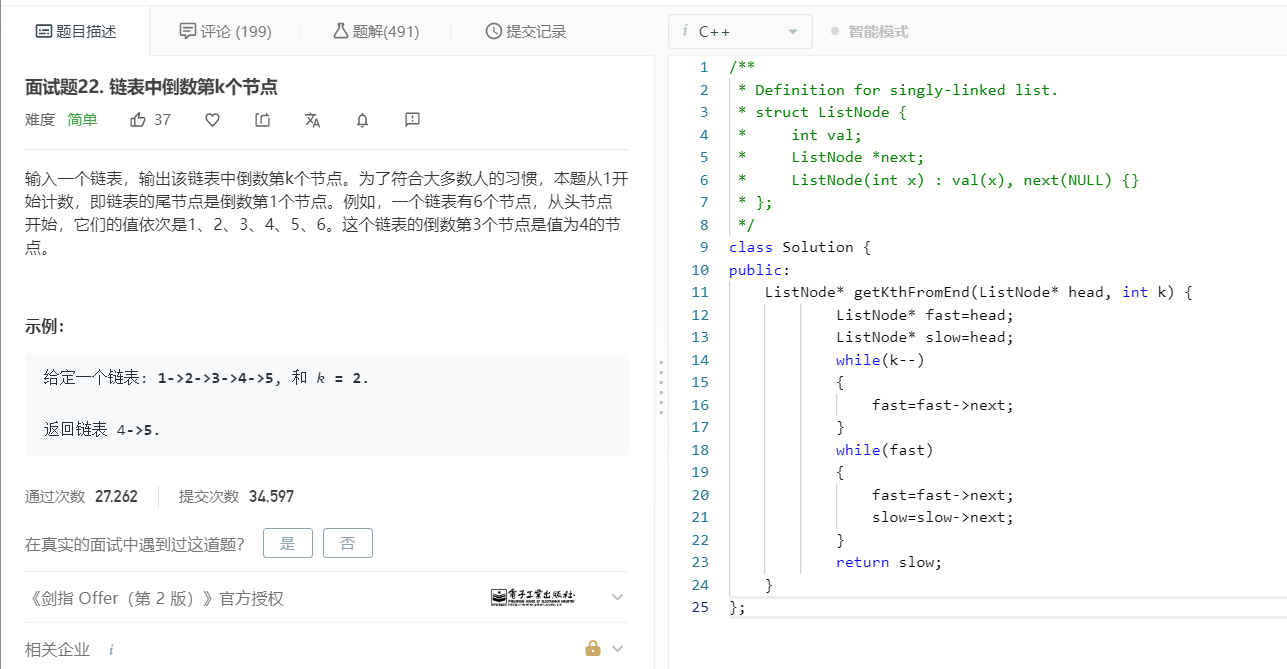 题目描述
评论 (199)
题解(491)
提交记录
面试题22. 链表中倒数第k个节点
难度 简单 37
输入一个链表，输出该链表中倒数第k个节点。为了符合大多数人的习惯，本题从1开
始计数，即链表的尾节点是倒数第1个节点。例如，一个链表有6个节点，从头节点
开始，它们的值依次是1、2、3、4、5、6。这个链表的倒数第3个节点是值为4的节
点。
示例：
给定一个链表: 1->2->3->4->5, 和 k = 2.
返回链表 4->5.
通过次数 27,262 提交次数 34,597
在真实的面试中遇到过这道题? 是 否
《剑指 Offer（第 2 版）》官方授权
电子工业出版社
相关企业 i
i C++ 智能模式
1 /**
2 * Definition for singly-linked list.
3 * struct ListNode {
4 *     int val;
5 *     ListNode *next;
6 *     ListNode(int x) : val(x), next(NULL) {}
7 * };
8 */
9 class Solution {
10 public:
11     ListNode* getKthFromEnd(ListNode* head, int k) {
12             ListNode* fast=head;
13             ListNode* slow=head;
14             while(k--)
15             {
16                 fast=fast->next;
17             }
18             while(fast)
19             {
20                 fast=fast->next;
21                 slow=slow->next;
22             }
23             return slow;
24     }
25 };